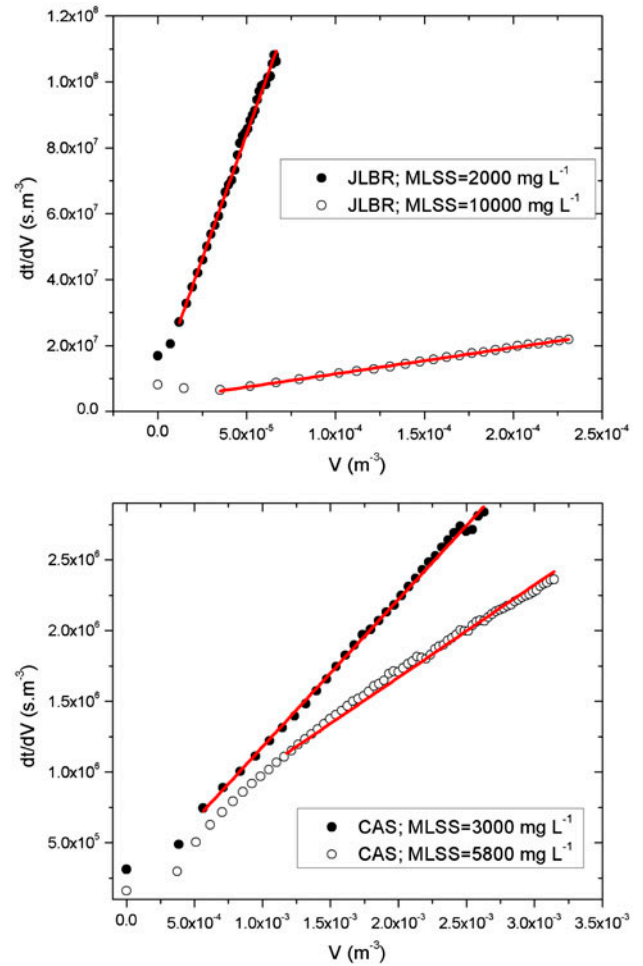 1.2x10⁸
1.0x10⁸
8.0x10⁷
6.0x10⁷
4.0x10⁷
2.0x10⁷
0.0
dt/dV (s.m⁻³)
JLBR; MLSS=2000 mg L⁻¹
JLBR; MLSS=10000 mg L⁻¹
0.0 5.0x10⁻⁵ 1.0x10⁻⁴ 1.5x10⁻⁴ 2.0x10⁻⁴ 2.5x10⁻⁴
V (m⁻³)
2.5x10⁶
2.0x10⁶
1.5x10⁶
1.0x10⁶
5.0x10⁵
dt/dV (s.m⁻³)
CAS; MLSS=3000 mg L⁻¹
CAS; MLSS=5800 mg L⁻¹
0.0 5.0x10⁻⁴ 1.0x10⁻³ 1.5x10⁻³ 2.0x10⁻³ 2.5x10⁻³ 3.0x10⁻³ 3.5x10⁻³
V (m⁻³)